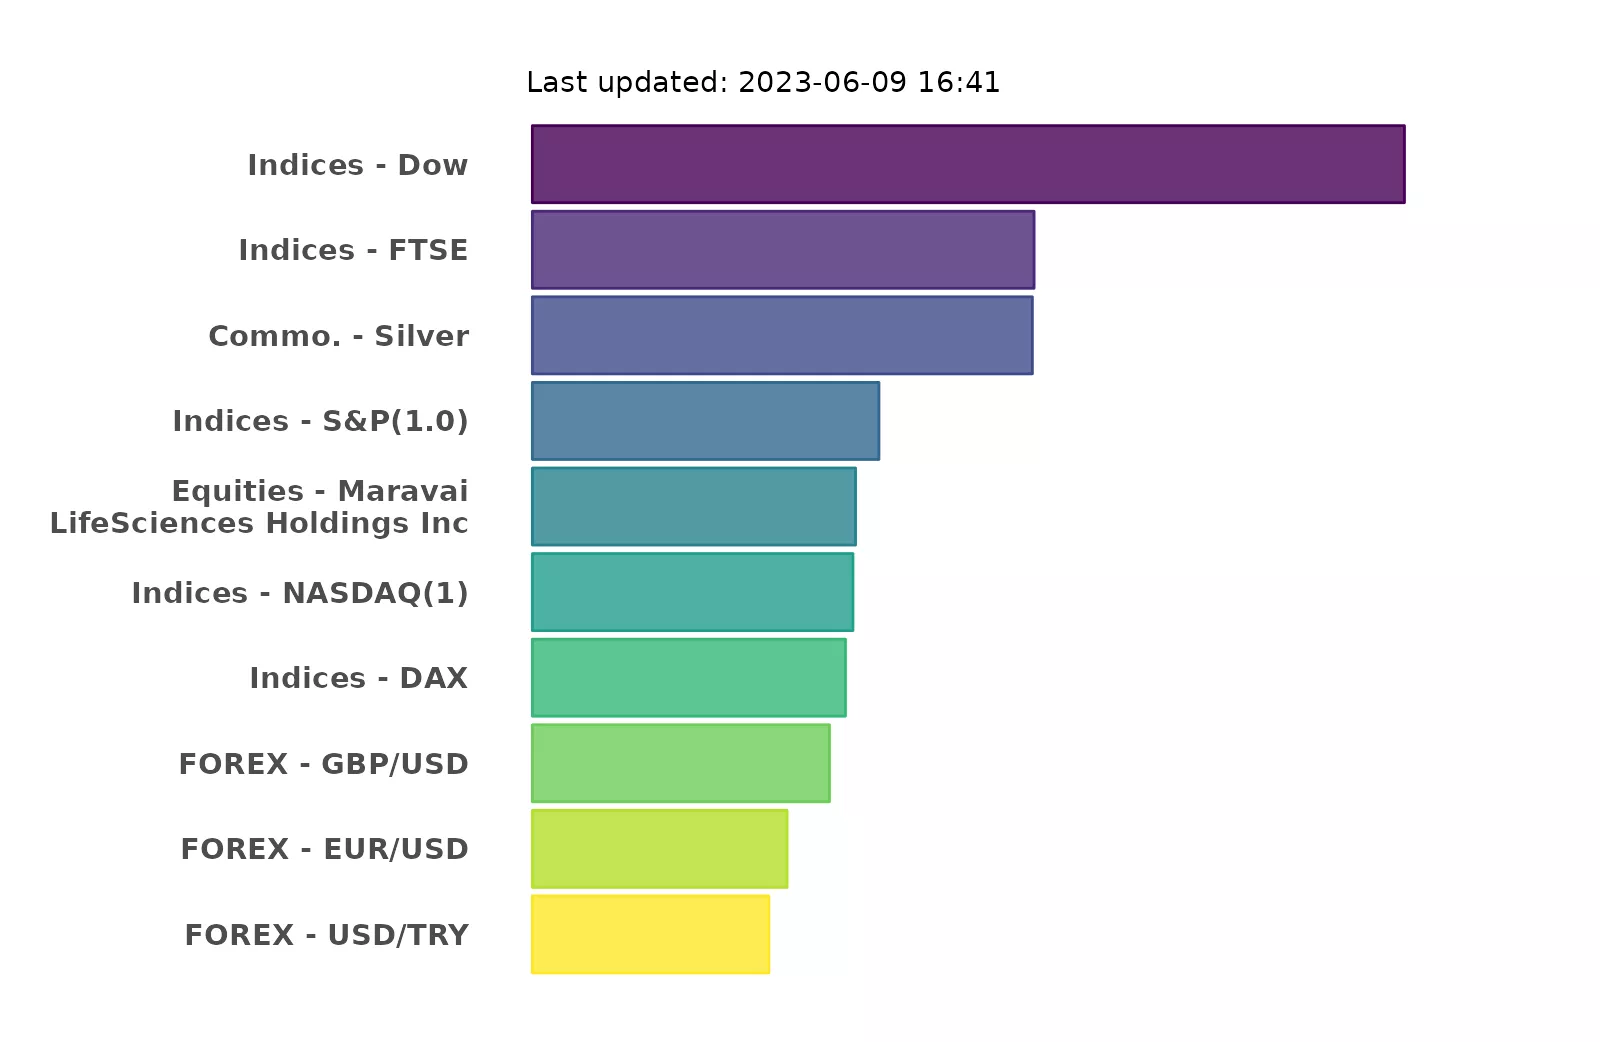 Last updated: 2023-06-09 16:41
Indices - Dow
Indices - FTSE
Commo. - Silver
Indices - S&P(1.0)
Equities - Maravai
LifeSciences Holdings Inc
Indices - NASDAQ(1)
Indices - DAX
FOREX - GBP/USD
FOREX - EUR/USD
FOREX - USD/TRY